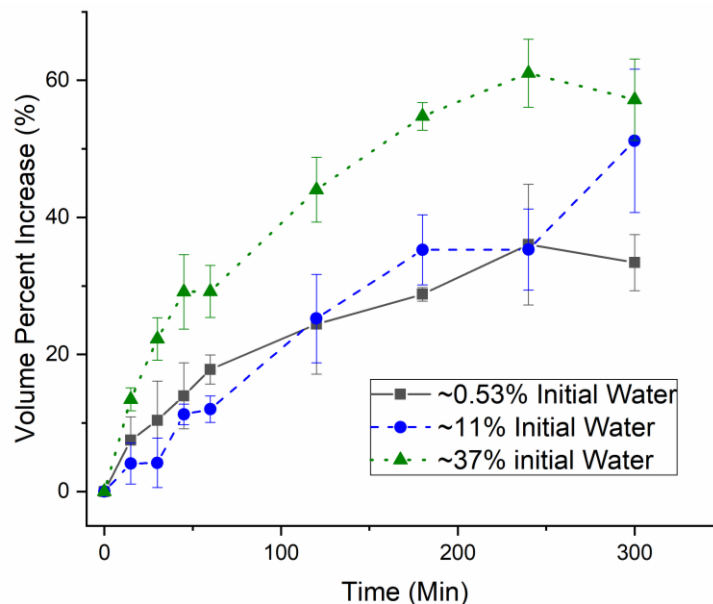 Volume Percent Increase (%)
60
40
20
0
~0.53% Initial Water
~11% Initial Water
~37% initial Water
0
100
200
300
Time (Min)